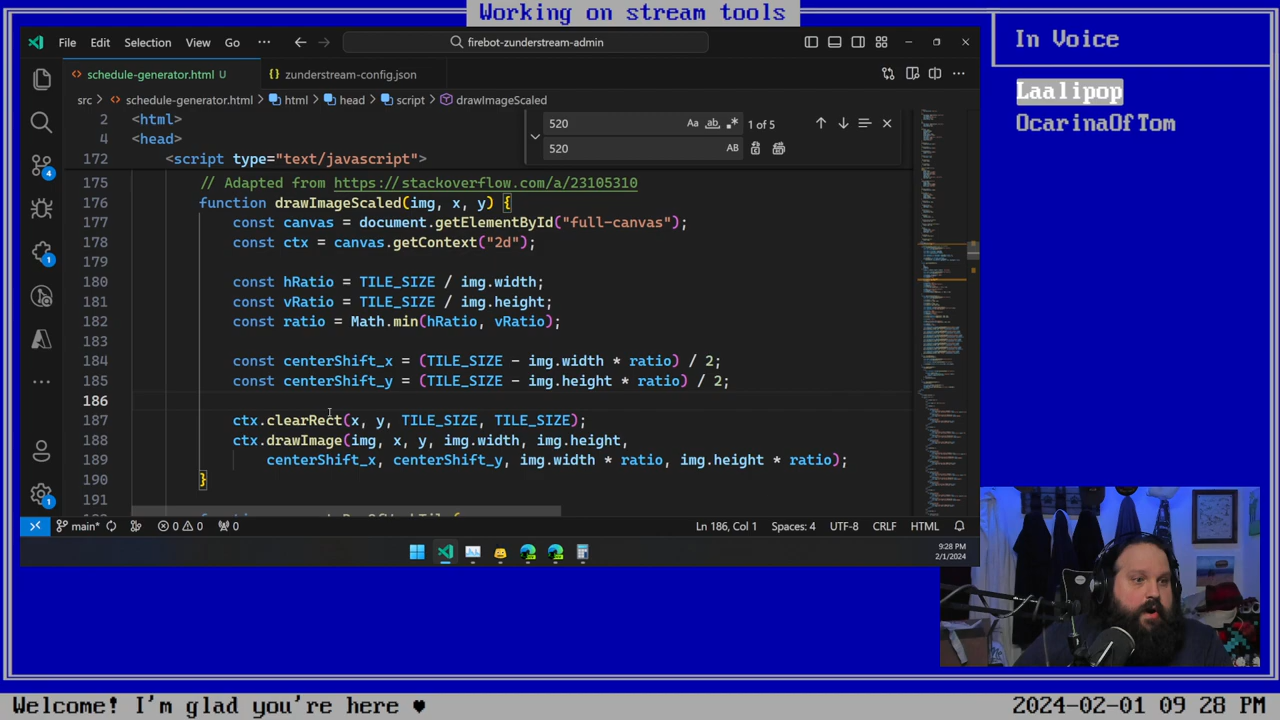 Working on stream tools
In Voice
Laalipop
OcarinaOfTom
File Edit Selection View Go ··· firebot-zunderstream-admin
schedule-generator.html U zunderstream-config.json
src > schedule-generator.html > html > head > script > drawImageScaled
520 Aa ab 1 of 5
520 AB
2 <html>
4 <head>
172 <script type="text/javascript">
175 // Adapted from https://stackoverflow.com/a/23105310
176 function drawImageScaled(img, x, y) {
177 const canvas = document.getElementById("full-canvas");
178 const ctx = canvas.getContext("2d");
179
180 const hRatio = TILE_SIZE / img.width;
181 const vRatio = TILE_SIZE / img.height;
182 const ratio = Math.min(hRatio, vRatio);
183
184 const centerShift_x = (TILE_SIZE - img.width * ratio) / 2;
185 const centerShift_y = (TILE_SIZE - img.height * ratio) / 2;
186
187 ctx.clearRect(x, y, TILE_SIZE, TILE_SIZE);
188 ctx.drawImage(img, x, y, img.width, img.height,
189 centerShift_x, centerShift_y, img.width * ratio, img.height * ratio);
190 }
191
4
1
1
main* 0 0 0 Ln 186, Col 1 Spaces: 4 UTF-8 CRLF HTML
9:28 PM
2/1/2024
Welcome! I'm glad you're here ♥
2024-02-01 09 28 PM